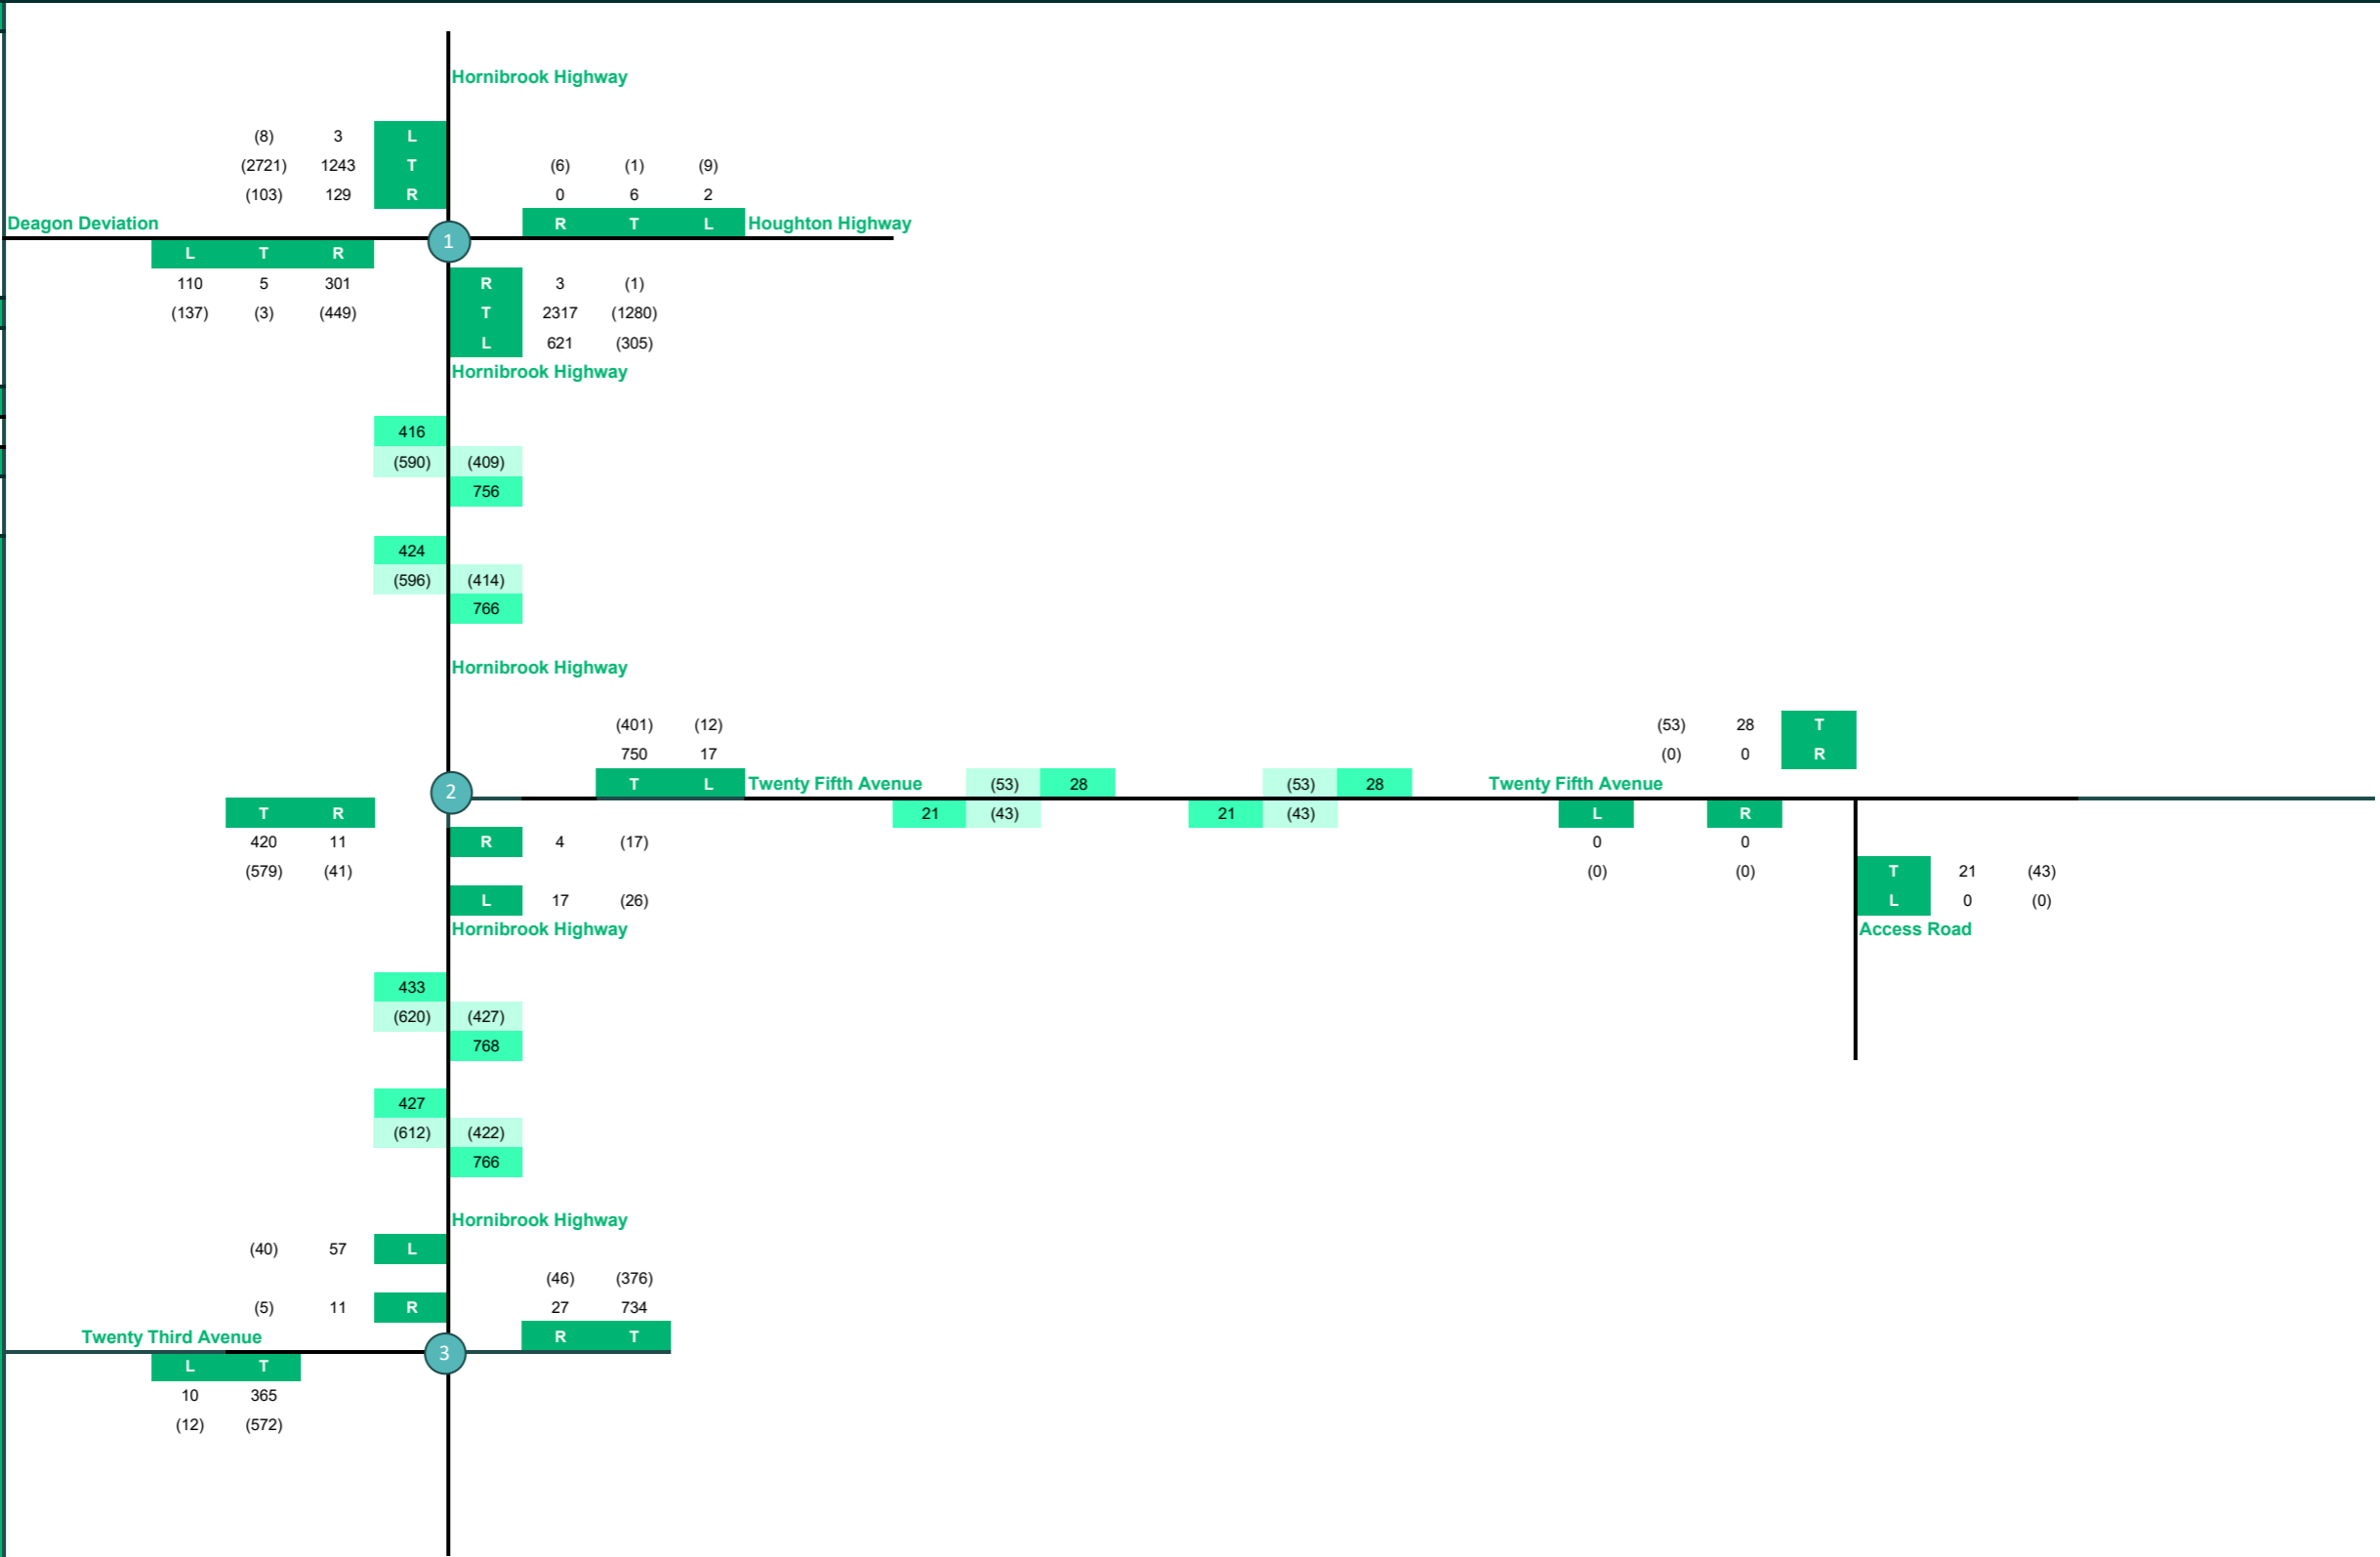 Hornibrook Highway
(8) 3 L
(2721) 1243 T (6) (1) (9)
(103) 129 R 0 6 2
Deagon Deviation R T L Houghton Highway
1
L T R
110 5 301 R 3 (1)
(137) (3) (449) T 2317 (1280)
L 621 (305)
Hornibrook Highway
416
(590) (409)
756
424
(596) (414)
766
Hornibrook Highway
(401) (12) (53) 28 T
750 17 (0) 0 R
2 T L Twenty Fifth Avenue (53) 28 (53) 28 Twenty Fifth Avenue
T R 21 (43) 21 (43) L R
420 11 R 4 (17) 0 0
(579) (41) (0) (0) T 21 (43)
L 17 (26) L 0 (0)
Hornibrook Highway Access Road
433
(620) (427)
768
427
(612) (422)
766
Hornibrook Highway
(40) 57 L
(46) (376)
(5) 11 R 27 734
Twenty Third Avenue R T
3
L T
10 365
(12) (572)